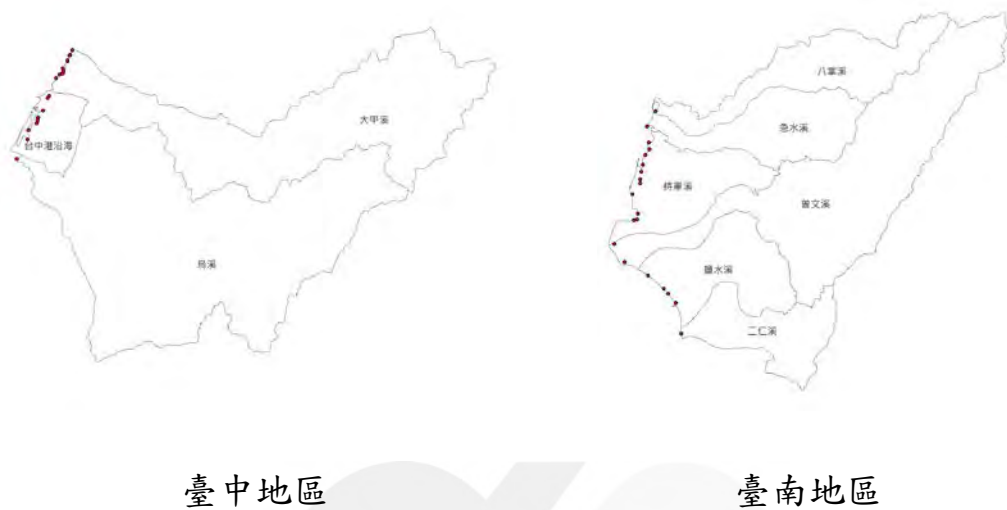 八掌溪
大甲溪
急水溪
台中港沿海
將軍溪
曾文溪
烏溪
鹽水溪
二仁溪
臺中地區
臺南地區